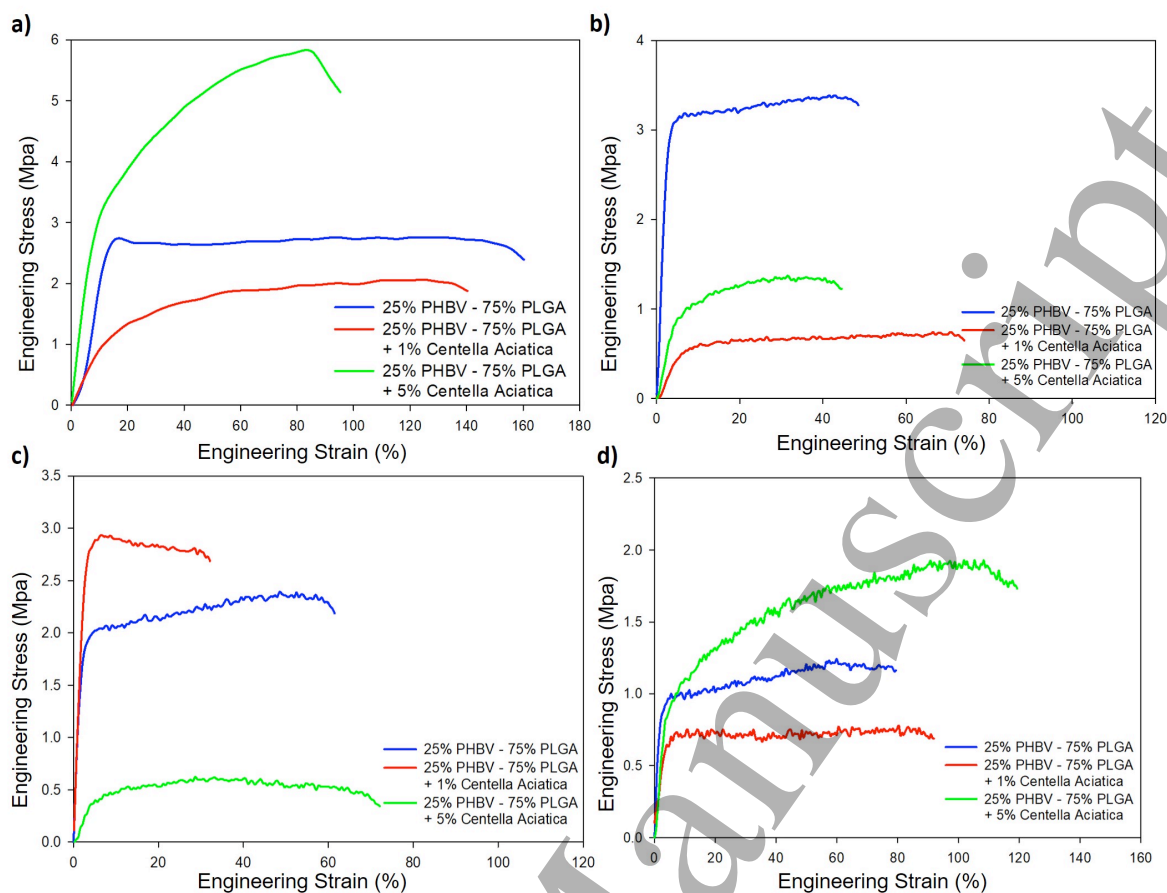 a)
6
5
4
3
2
1
0
Engineering Stress (Mpa)
25% PHBV - 75% PLGA
25% PHBV - 75% PLGA
+ 1% Centella Aciatica
25% PHBV - 75% PLGA
+ 5% Centella Aciatica
0 20 40 60 80 100 120 140 160 180
Engineering Strain (%)
b)
4
3
2
1
0
Engineering Stress (Mpa)
25% PHBV - 75% PLGA
25% PHBV - 75% PLGA
+ 1% Centella Aciatica
25% PHBV - 75% PLGA
+ 5% Centella Aciatica
0 20 40 60 80 100 120
Engineering Strain (%)
c)
3.5
3.0
2.5
2.0
1.5
1.0
0.5
0.0
Engineering Stress (Mpa)
25% PHBV - 75% PLGA
25% PHBV - 75% PLGA
+ 1% Centella Aciatica
25% PHBV - 75% PLGA
+ 5% Centella Aciatica
0 20 40 60 80 100 120
Engineering Strain (%)
d)
2.5
2.0
1.5
1.0
0.5
0.0
Engineering Stress (Mpa)
25% PHBV - 75% PLGA
25% PHBV - 75% PLGA
+ 1% Centella Aciatica
25% PHBV - 75% PLGA
+ 5% Centella Aciatica
0 20 40 60 80 100 120 140 160
Engineering Strain (%)
Manuscript